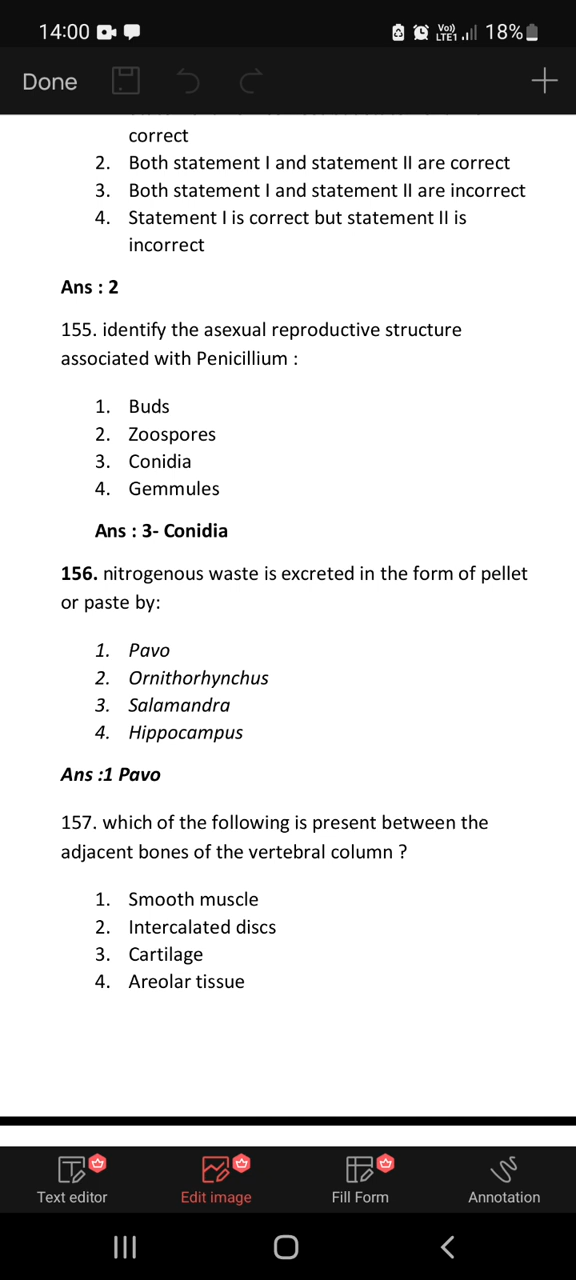 14:00 Vo)) LTE1 18%
Done
correct
2. Both statement I and statement II are correct
3. Both statement I and statement II are incorrect
4. Statement I is correct but statement II is
incorrect
Ans : 2
155. identify the asexual reproductive structure
associated with Penicillium :
1. Buds
2. Zoospores
3. Conidia
4. Gemmules
Ans : 3- Conidia
156. nitrogenous waste is excreted in the form of pellet
or paste by:
1. Pavo
2. Ornithorhynchus
3. Salamandra
4. Hippocampus
Ans :1 Pavo
157. which of the following is present between the
adjacent bones of the vertebral column ?
1. Smooth muscle
2. Intercalated discs
3. Cartilage
4. Areolar tissue
Text editor Edit image Fill Form Annotation